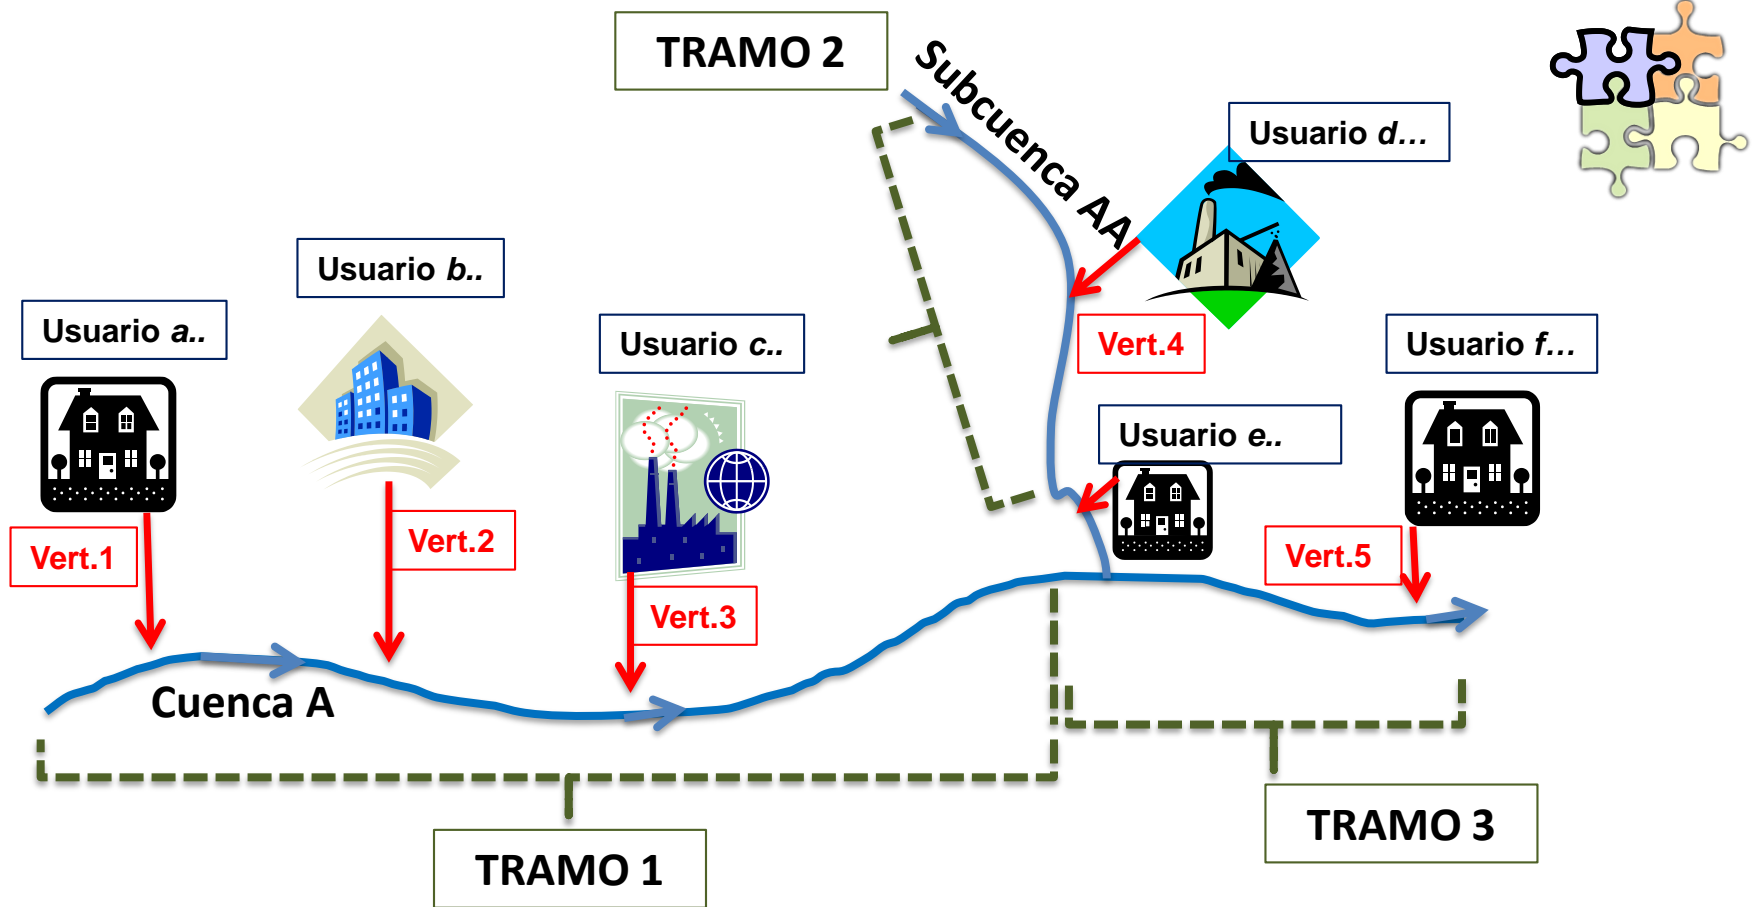 TRAMO 2
Subcuenca AA
Usuario d...
Usuario b..
Usuario a..
Usuario c..
Vert.4
Usuario f...
Usuario e..
Vert.1
Vert.2
Vert.5
Vert.3
Cuenca A
TRAMO 3
TRAMO 1